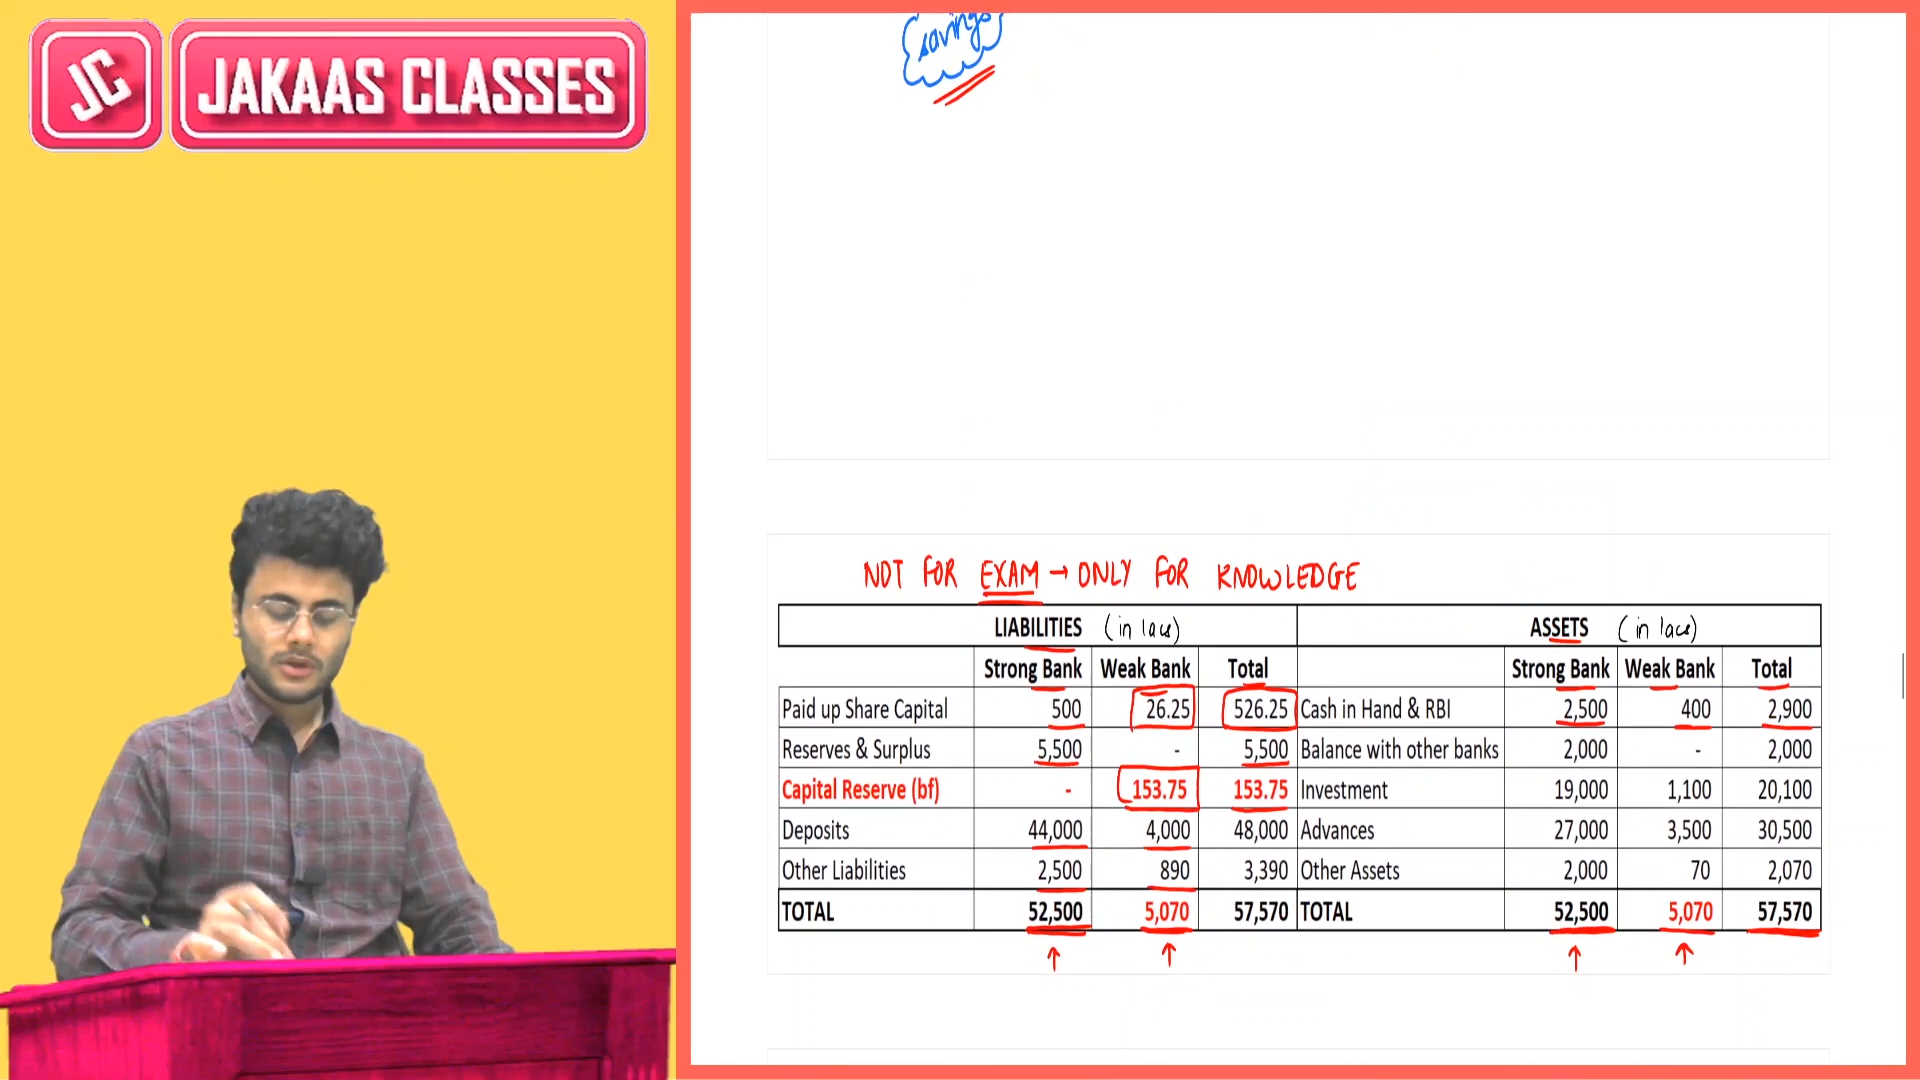 JC JAKAAS CLASSES
savings
NOT FOR EXAM → ONLY FOR KNOWLEDGE
LIABILITIES (in lacs) ASSETS (in lacs)
Strong Bank Weak Bank Total Strong Bank Weak Bank Total
Paid up Share Capital 500 26.25 526.25 Cash in Hand & RBI 2,500 400 2,900
Reserves & Surplus 5,500 - 5,500 Balance with other banks 2,000 - 2,000
Capital Reserve (bf) - 153.75 153.75 Investment 19,000 1,100 20,100
Deposits 44,000 4,000 48,000 Advances 27,000 3,500 30,500
Other Liabilities 2,500 890 3,390 Other Assets 2,000 70 2,070
TOTAL 52,500 5,070 57,570 TOTAL 52,500 5,070 57,570